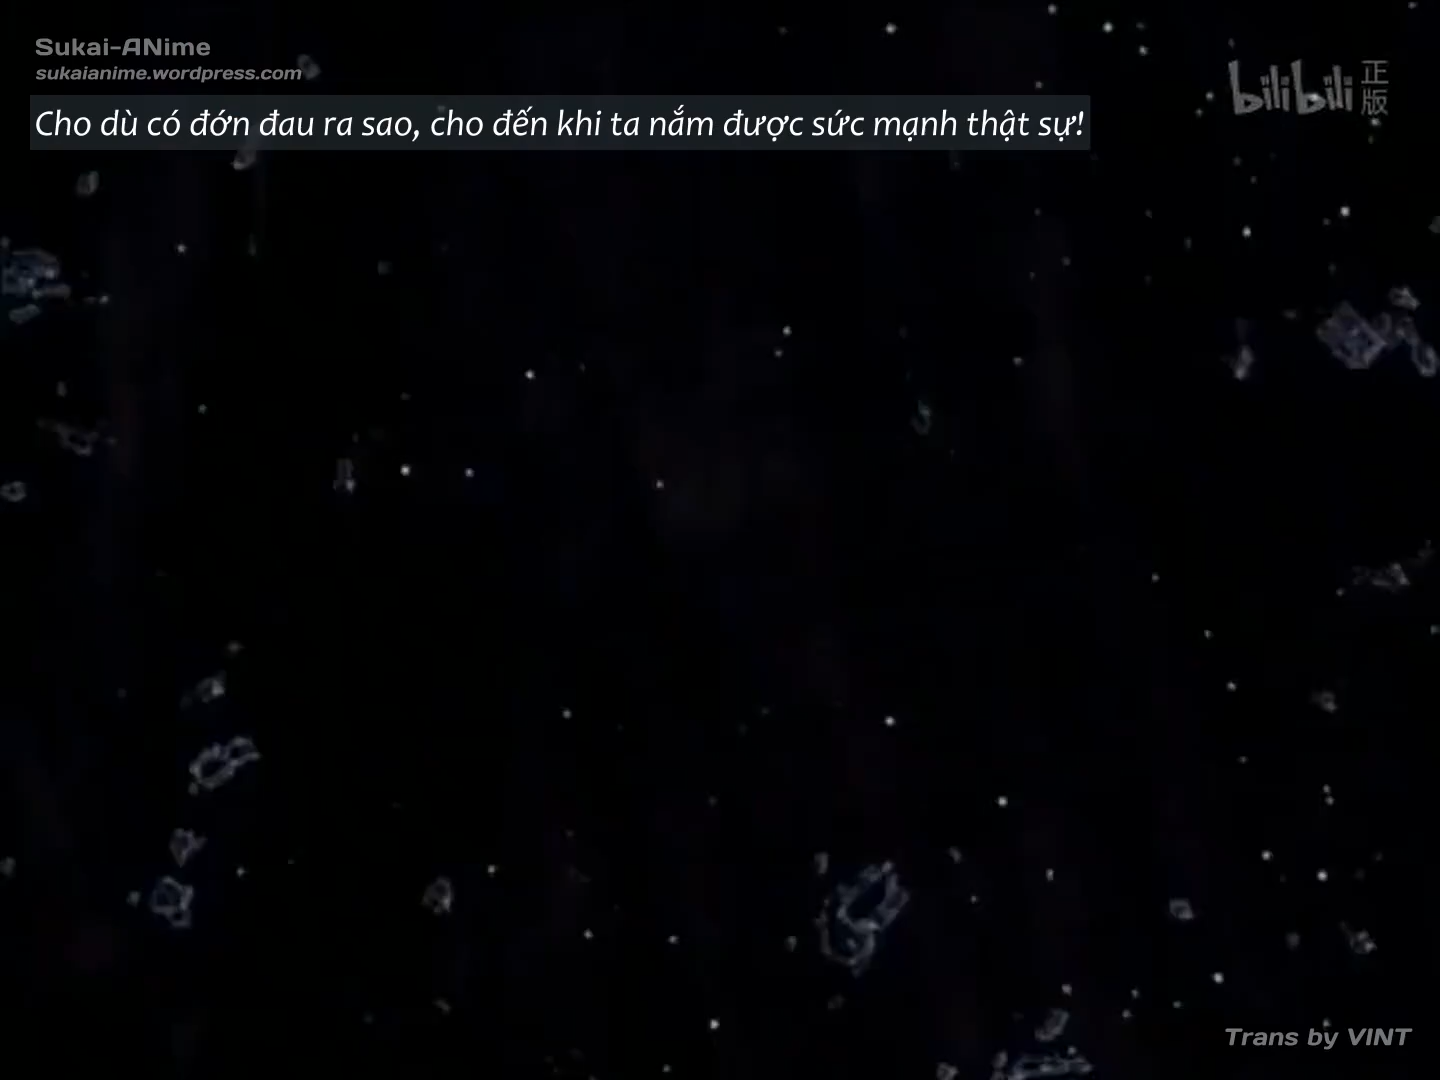 Sukai-ANime
sukaianime.wordpress.com
bilibili 正版
Cho dù có đớn đau ra sao, cho đến khi ta nắm được sức mạnh thật sự!
Trans by VINT